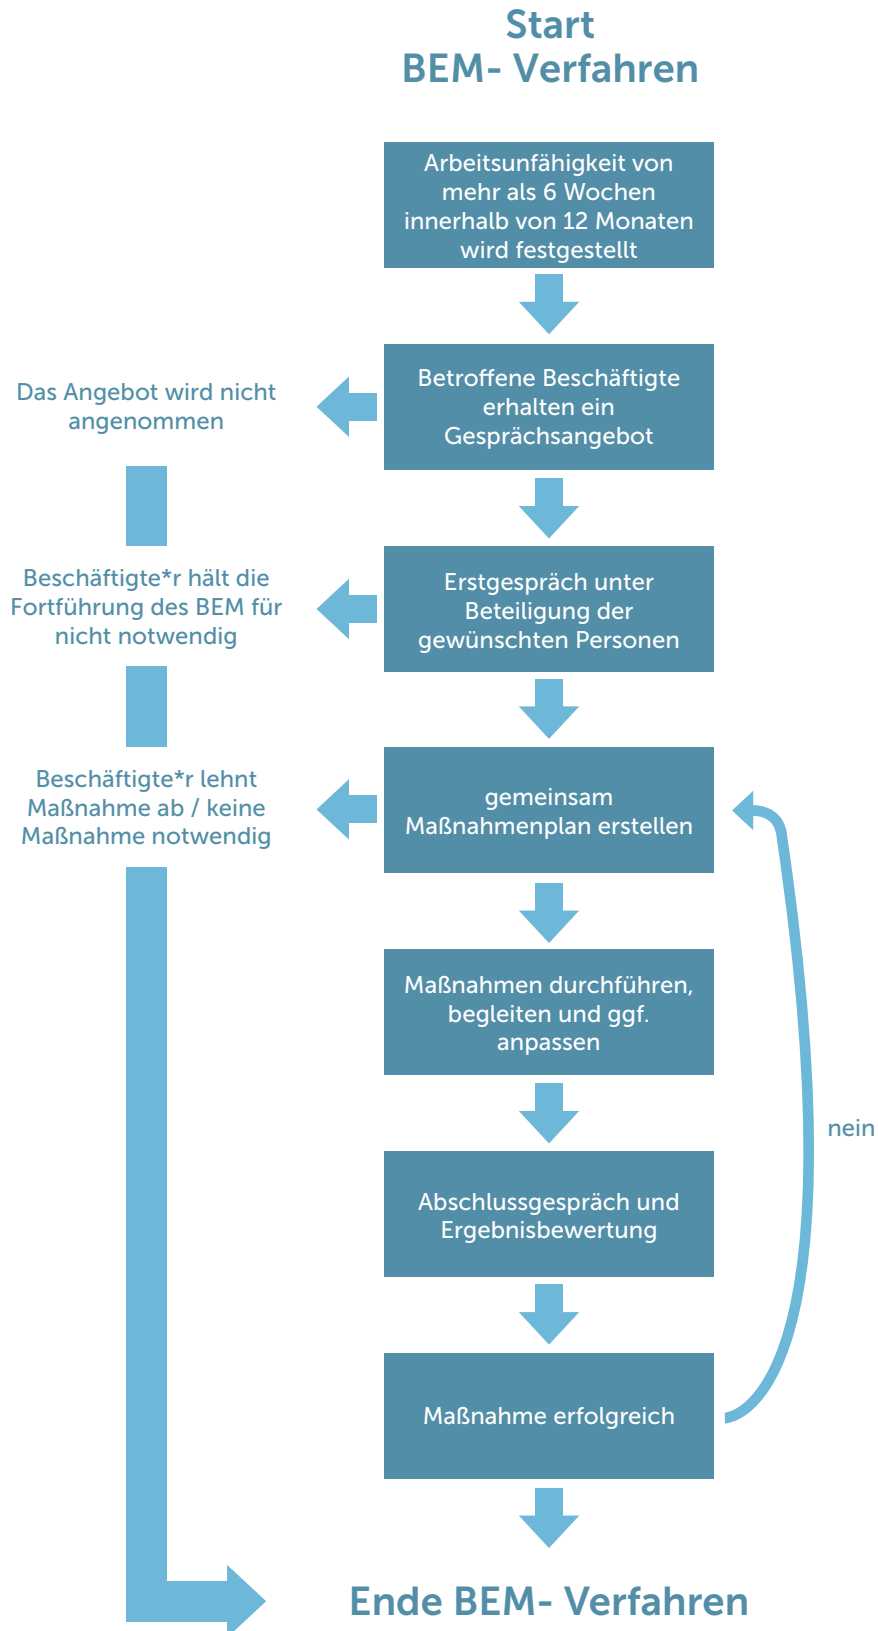 Start
BEM- Verfahren
Arbeitsunfähigkeit von
mehr als 6 Wochen
innerhalb von 12 Monaten
wird festgestellt
Betroffene Beschäftigte
erhalten ein
Gesprächsangebot
Das Angebot wird nicht
angenommen
Erstgespräch unter
Beteiligung der
gewünschten Personen
Beschäftigte*r hält die
Fortführung des BEM für
nicht notwendig
gemeinsam
Maßnahmenplan erstellen
Beschäftigte*r lehnt
Maßnahme ab / keine
Maßnahme notwendig
Maßnahmen durchführen,
begleiten und ggf.
anpassen
nein
Abschlussgespräch und
Ergebnisbewertung
Maßnahme erfolgreich
Ende BEM- Verfahren